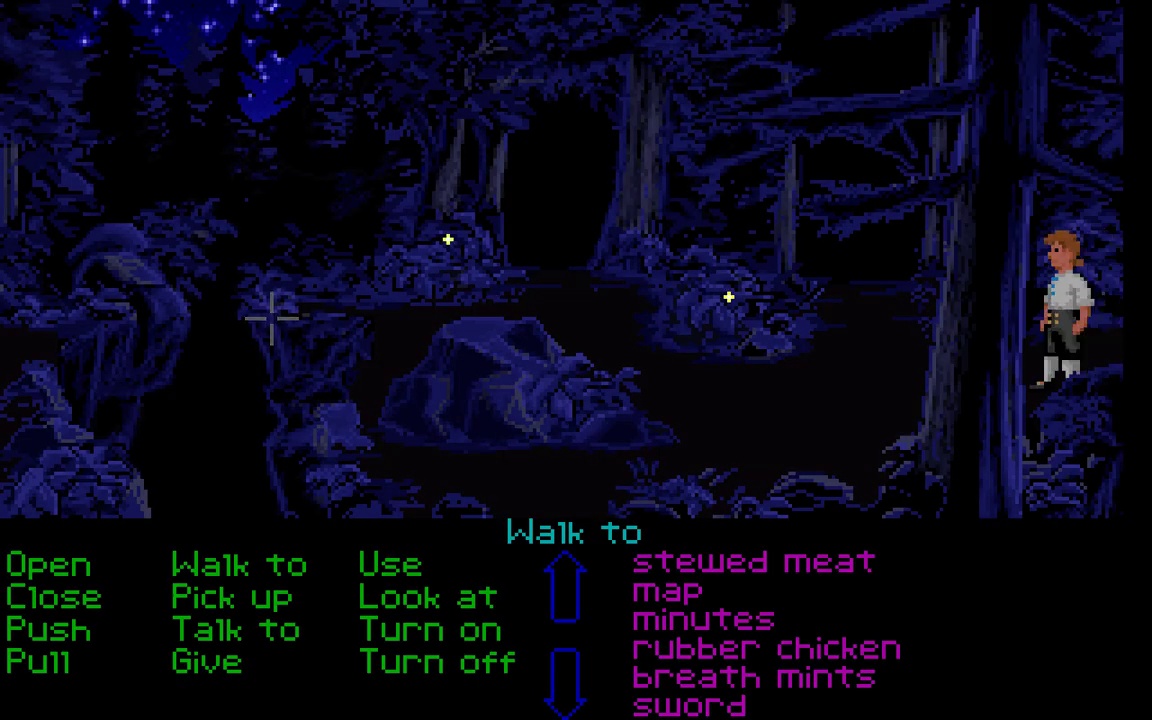 Walk to
Open Walk to Use
Close Pick up Look at
Push Talk to Turn on
Pull Give Turn off
stewed meat
map
minutes
rubber chicken
breath mints
sword